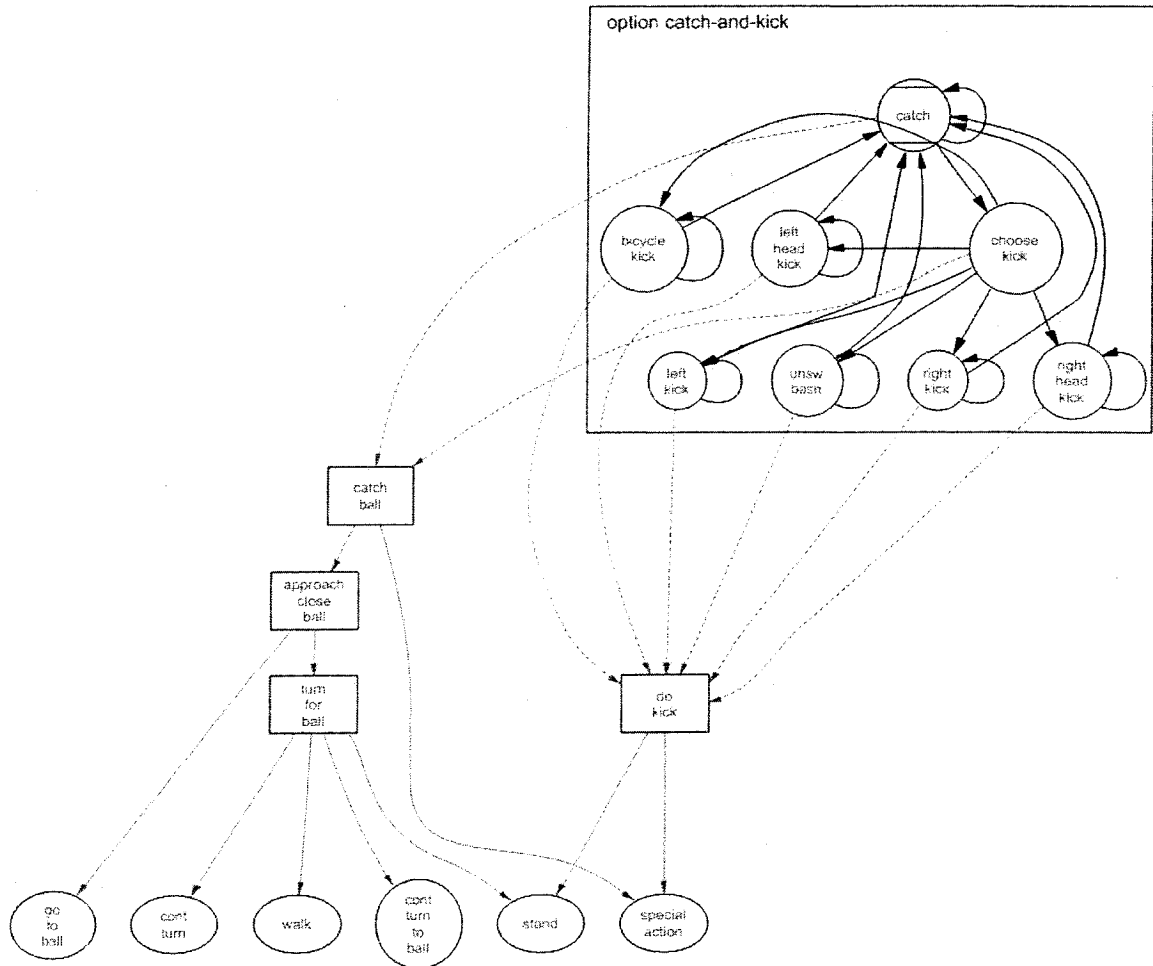 option catch-and-kick
catch
bicycle
kick
left
head
kick
choose
kick
left
kick
unsw
bash
right
kick
right
head
kick
catch
ball
approach
close
ball
turn
for
ball
do
kick
go
to
ball
cont
turn
walk
cont
turn
to
ball
stand
special
action